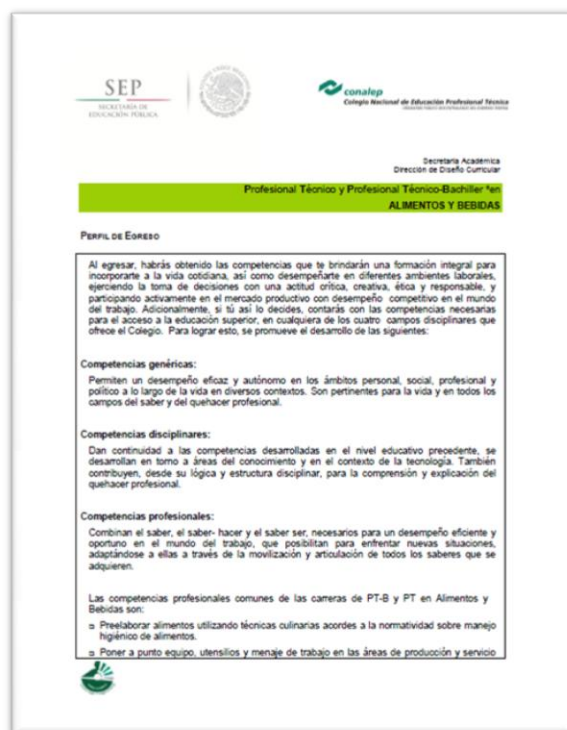 SEP
SECRETARÍA DE
EDUCACIÓN PÚBLICA
conalep
Colegio Nacional de Educación Profesional Técnica
Secretaría Académica
Dirección de Diseño Curricular
Profesional Técnico y Profesional Técnico-Bachiller *en
ALIMENTOS Y BEBIDAS
PERFIL DE EGRESO
Al egresar, habrás obtenido las competencias que te brindarán una formación integral para
incorporarte a la vida cotidiana, así como desempeñarte en diferentes ambientes laborales,
ejerciendo la toma de decisiones con una actitud crítica, creativa, ética y responsable, y
participando activamente en el mercado productivo con desempeño competitivo en el mundo
del trabajo. Adicionalmente, si tú así lo decides, contarás con las competencias necesarias
para el acceso a la educación superior, en cualquiera de los cuatro campos disciplinares que
ofrece el Colegio. Para lograr esto, se promueve el desarrollo de las siguientes:
Competencias genéricas:
Permiten un desempeño eficaz y autónomo en los ámbitos personal, social, profesional y
político a lo largo de la vida en diversos contextos. Son pertinentes para la vida y en todos los
campos del saber y del quehacer profesional.
Competencias disciplinares:
Dan continuidad a las competencias desarrolladas en el nivel educativo precedente, se
desarrollan en torno a áreas del conocimiento y en el contexto de la tecnología. También
contribuyen, desde su lógica y estructura disciplinar, para la comprensión y explicación del
quehacer profesional.
Competencias profesionales:
Combinan el saber, el saber- hacer y el saber ser, necesarios para un desempeño eficiente y
oportuno en el mundo del trabajo, que posibilitan para enfrentar nuevas situaciones,
adaptándose a ellas a través de la movilización y articulación de todos los saberes que se
adquieren.
Las competencias profesionales comunes de las carreras de PT-B y PT en Alimentos y
Bebidas son:
Preelaborar alimentos utilizando técnicas culinarias acordes a la normatividad sobre manejo
higiénico de alimentos.
Poner a punto equipo, utensilios y menaje de trabajo en las áreas de producción y servicio